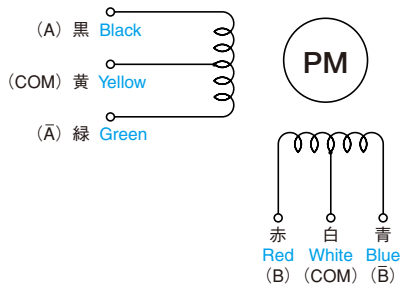 (A) 黒 Black
PM
(COM) 黄 Yellow
(Ā) 緑 Green
赤 白 青
Red White Blue
(B) (COM) (B̄)